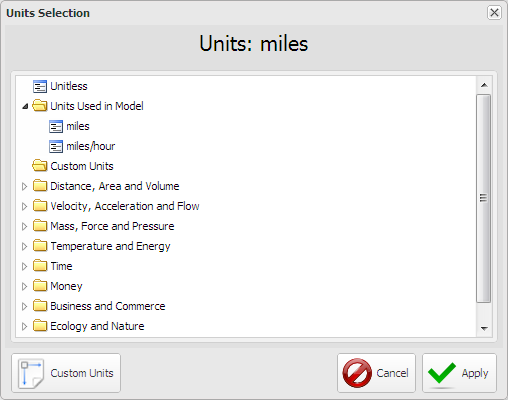 Units Selection
Units: miles
Unitless
Units Used in Model
miles
miles/hour
Custom Units
Distance, Area and Volume
Velocity, Acceleration and Flow
Mass, Force and Pressure
Temperature and Energy
Time
Money
Business and Commerce
Ecology and Nature
Custom Units
Cancel
Apply